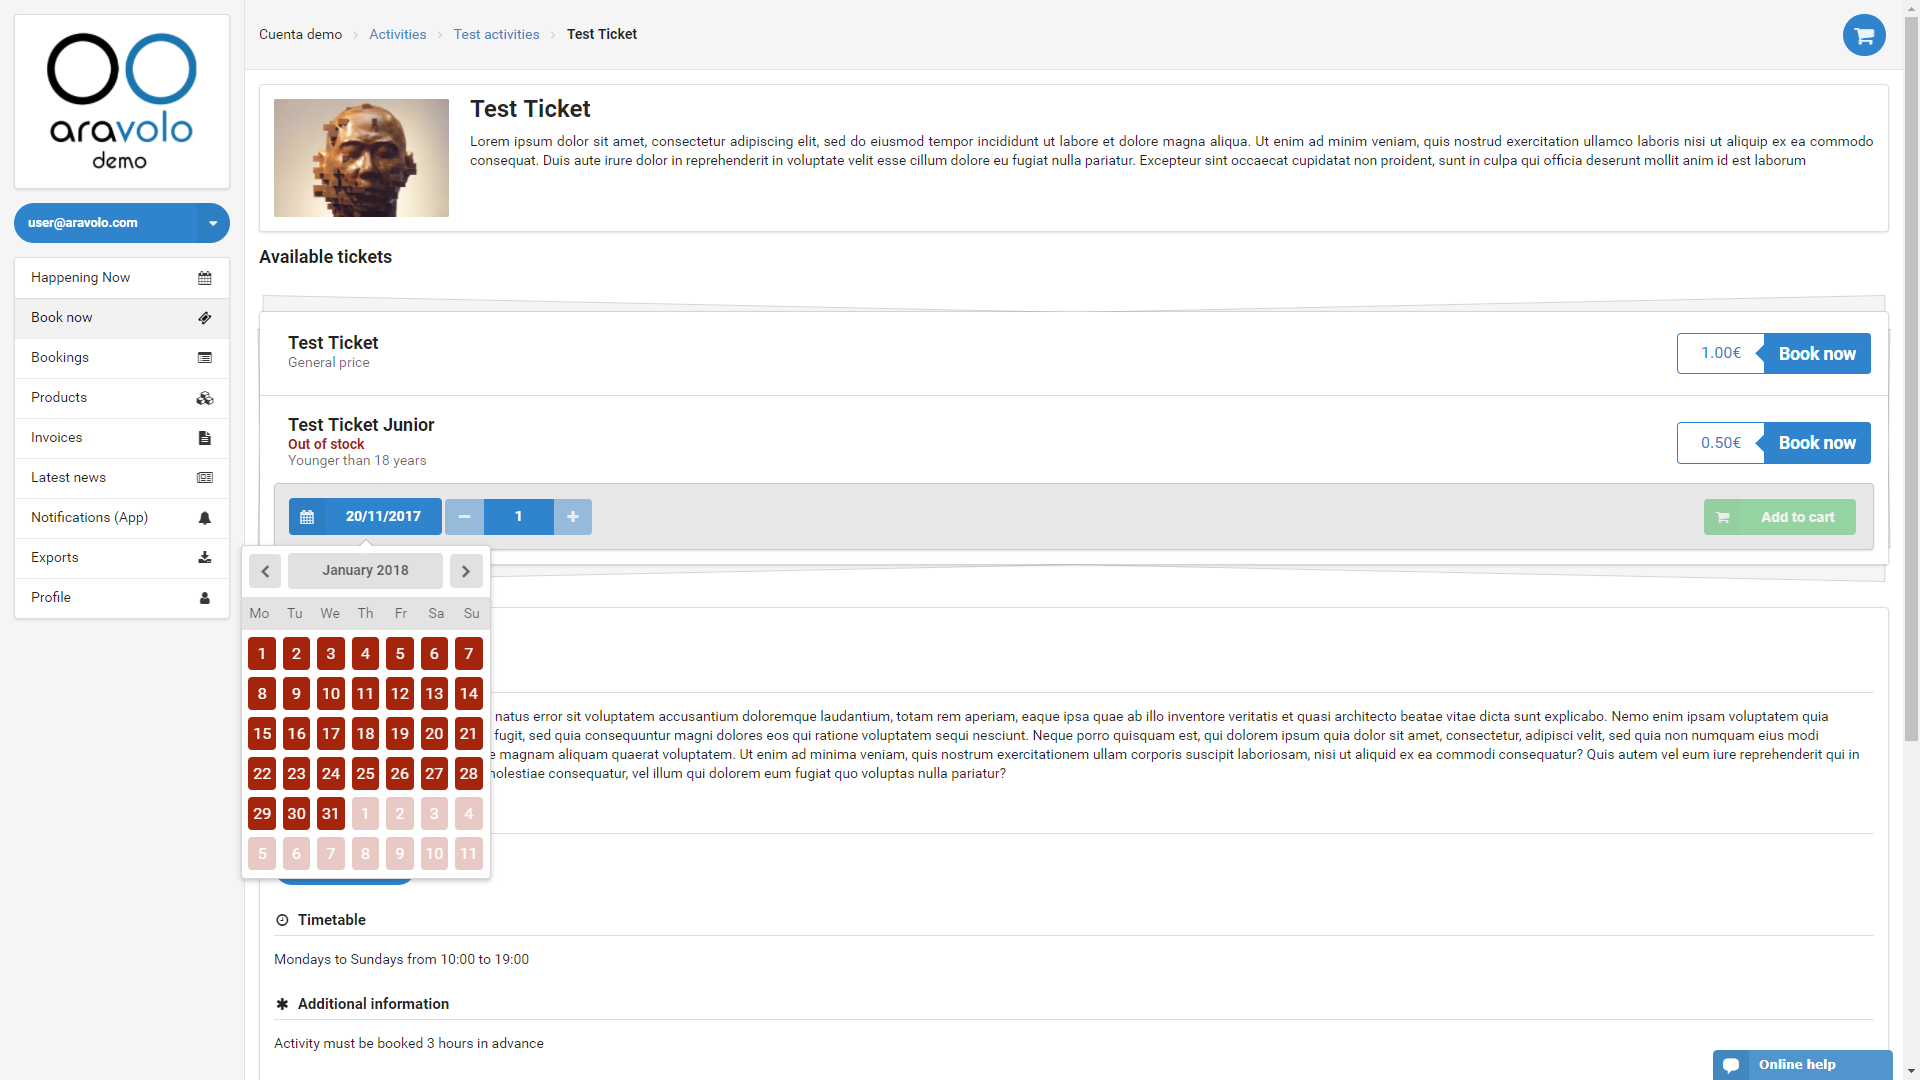 aravolo
demo
user@aravolo.com
Happening Now
Book now
Bookings
Products
Invoices
Latest news
Notifications (App)
Exports
Profile
Cuenta demo › Activities › Test activities › Test Ticket
Test Ticket
Lorem ipsum dolor sit amet, consectetur adipiscing elit, sed do eiusmod tempor incididunt ut labore et dolore magna aliqua. Ut enim ad minim veniam, quis nostrud exercitation ullamco laboris nisi ut aliquip ex ea commodo
consequat. Duis aute irure dolor in reprehenderit in voluptate velit esse cillum dolore eu fugiat nulla pariatur. Excepteur sint occaecat cupidatat non proident, sunt in culpa qui officia deserunt mollit anim id est laborum
Available tickets
Test Ticket
General price
1.00€ Book now
Test Ticket Junior
Out of stock
Younger than 18 years
0.50€ Book now
20/11/2017 − 1 + Add to cart
January 2018
Mo Tu We Th Fr Sa Su
1 2 3 4 5 6 7
8 9 10 11 12 13 14
15 16 17 18 19 20 21
22 23 24 25 26 27 28
29 30 31 1 2 3 4
5 6 7 8 9 10 11
natus error sit voluptatem accusantium doloremque laudantium, totam rem aperiam, eaque ipsa quae ab illo inventore veritatis et quasi architecto beatae vitae dicta sunt explicabo. Nemo enim ipsam voluptatem quia
fugit, sed quia consequuntur magni dolores eos qui ratione voluptatem sequi nesciunt. Neque porro quisquam est, qui dolorem ipsum quia dolor sit amet, consectetur, adipisci velit, sed quia non numquam eius modi
magnam aliquam quaerat voluptatem. Ut enim ad minima veniam, quis nostrum exercitationem ullam corporis suscipit laboriosam, nisi ut aliquid ex ea commodi consequatur? Quis autem vel eum iure reprehenderit qui in
olestiae consequatur, vel illum qui dolorem eum fugiat quo voluptas nulla pariatur?
Timetable
Mondays to Sundays from 10:00 to 19:00
Additional information
Activity must be booked 3 hours in advance
Online help